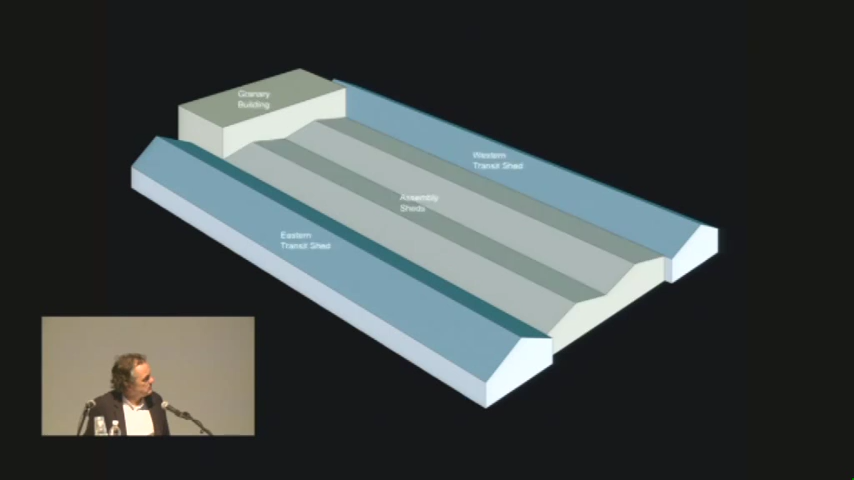 Granary
Building
Western
Transit Shed
Assembly
Sheds
Eastern
Transit Shed